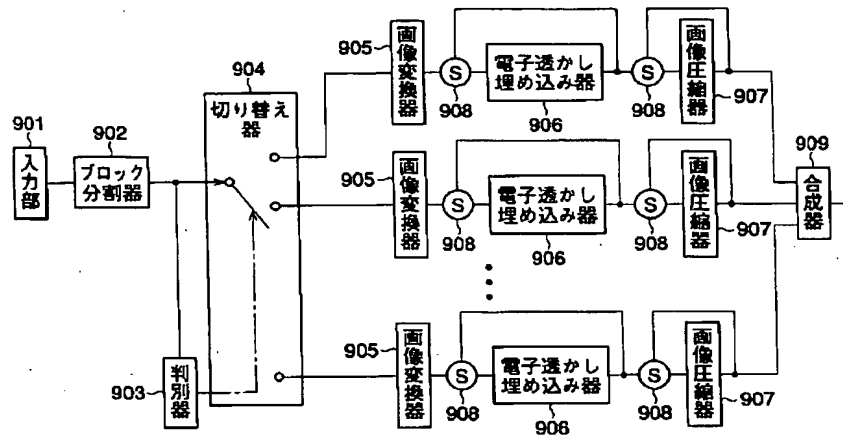 901
入力部
902
ブロック
分割器
903
判別器
904
切り替え
器
905
画像変換器
S
908
電子透かし
埋め込み器
906
S
908
画像圧縮器
907
905
画像変換器
S
908
電子透かし
埋め込み器
906
S
908
画像圧縮器
907
905
画像変換器
S
908
電子透かし
埋め込み器
906
S
908
画像圧縮器
907
909
合成器